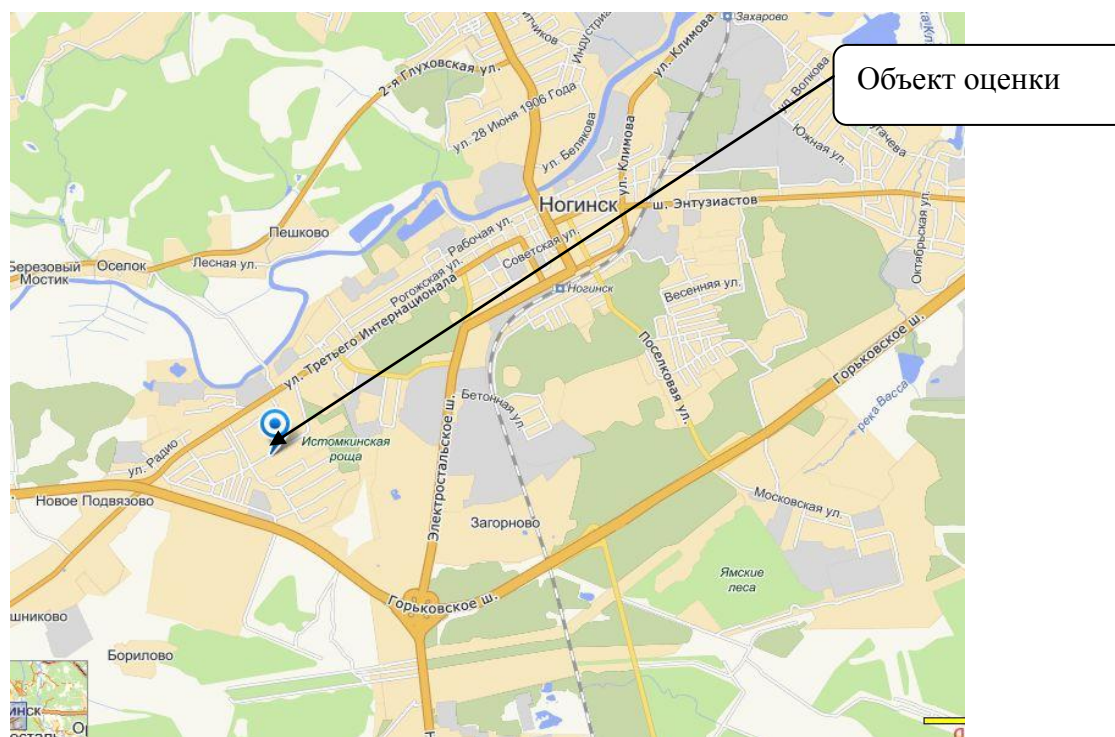 Захарово
ул. Климова
2-я Глуховская ул.
ул. 28 Июня 1906 Года
ул. Белякова
ул. Волкова
Южная ул.
Объект оценки
ул. Климова
Ногинск
ш. Энтузиастов
Октябрьская ул.
Пешково
Рабочая ул.
Советская ул.
Рогожская ул.
Березовый
Мостик
Оселок
Лесная ул.
Ногинск
Весенняя ул.
ул. Третьего Интернационала
Поселковая ул.
Горьковское ш.
река Васса
Бетонная ул.
Истомкинская
роща
ул. Радио
Электростальское ш.
Новое Подвязово
Московская ул.
Загорново
Ямские
леса
Горьковское ш.
Борилово